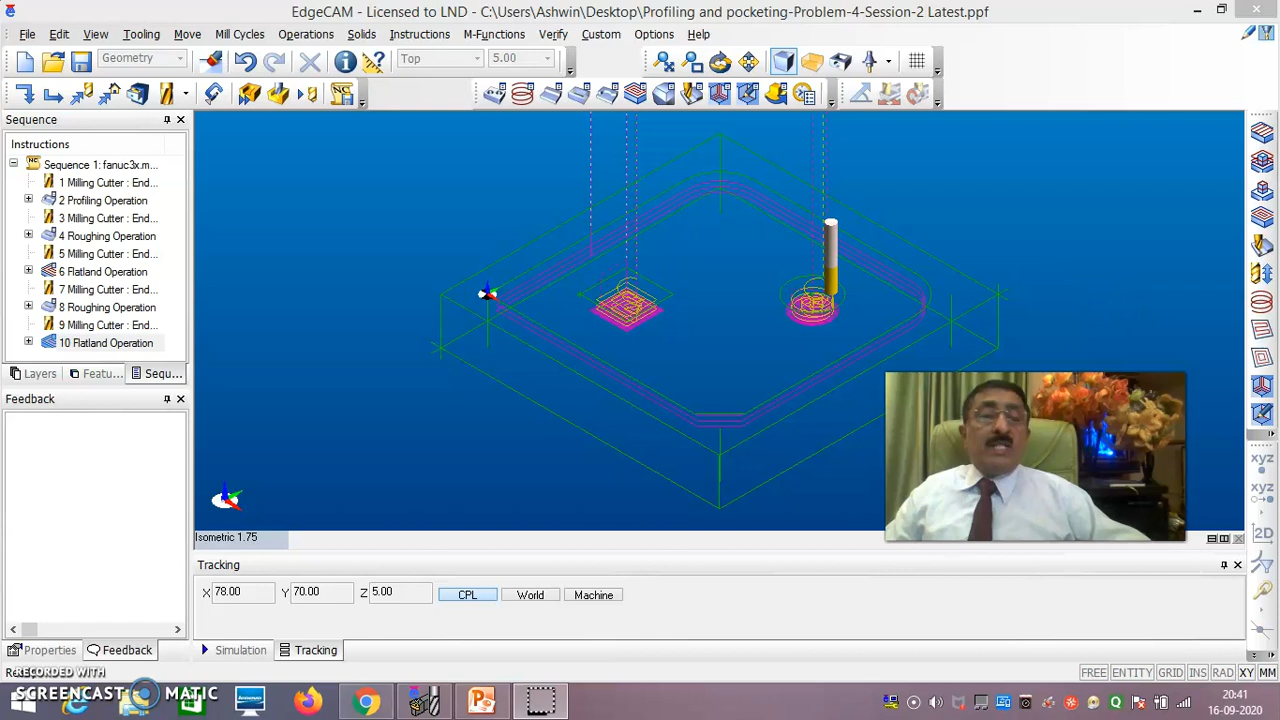 EdgeCAM - Licensed to LND - C:\Users\Ashwin\Desktop\Profiling and pocketing-Problem-4-Session-2 Latest.ppf
File Edit View Tooling Move Mill Cycles Operations Solids Instructions M-Functions Verify Custom Options Help
Geometry Top 5.00
Sequence
Instructions
Sequence 1: fanuc3x.m...
1 Milling Cutter : End...
2 Profiling Operation
3 Milling Cutter : End...
4 Roughing Operation
5 Milling Cutter : End...
6 Flatland Operation
7 Milling Cutter : End...
8 Roughing Operation
9 Milling Cutter : End...
10 Flatland Operation
Layers Featu... Sequ...
Feedback
xyz
xyz
2D
Isometric 1.75
Tracking
X 78.00 Y 70.00 Z 5.00 CPL World Machine
Properties Feedback Simulation Tracking
RECORDED WITH
SCREENCAST MATIC
FREE ENTITY GRID INS RAD XY MM
20:41
16-09-2020